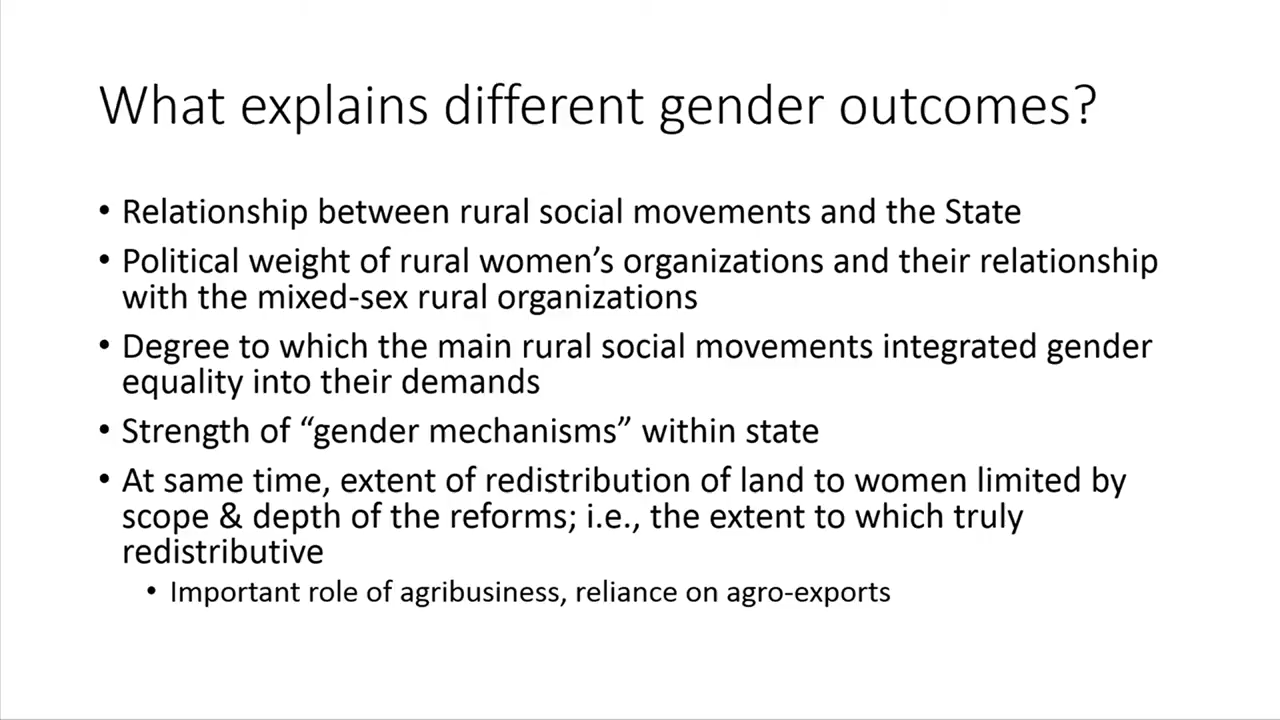 What explains different gender outcomes?
• Relationship between rural social movements and the State
• Political weight of rural women’s organizations and their relationship
with the mixed-sex rural organizations
• Degree to which the main rural social movements integrated gender
equality into their demands
• Strength of “gender mechanisms” within state
• At same time, extent of redistribution of land to women limited by
scope & depth of the reforms; i.e., the extent to which truly
redistributive
• Important role of agribusiness, reliance on agro-exports